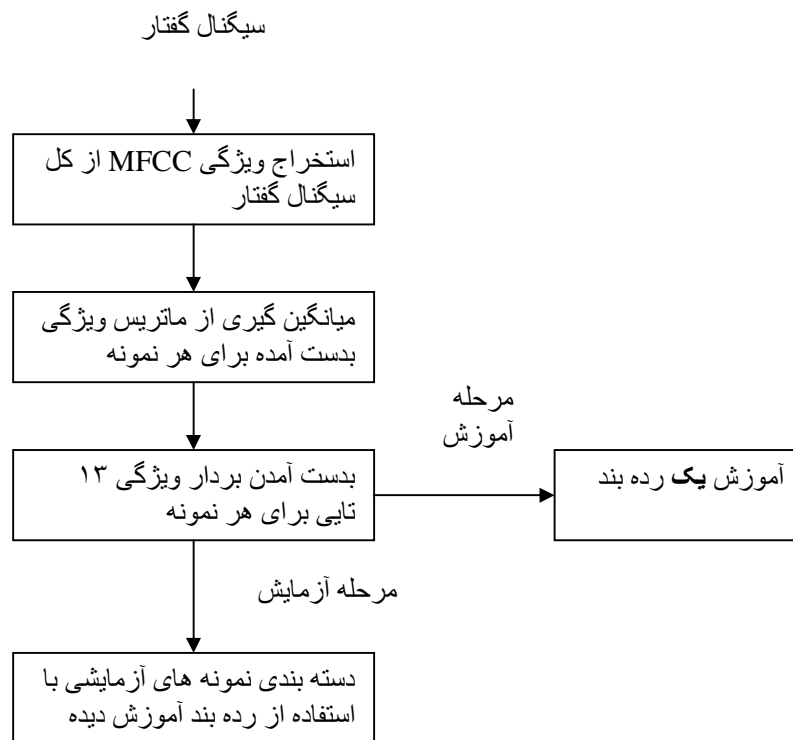 سیگنال گفتار
استخراج ویژگی MFCC از کل
سیگنال گفتار
میانگین گیری از ماتریس ویژگی
بدست آمده برای هر نمونه
مرحله
آموزش
بدست آمدن بردار ویژگی ۱۳
تایی برای هر نمونه
آموزش یک رده بند
مرحله آزمایش
دسته بندی نمونه های آزمایشی با
استفاده از رده بند آموزش دیده